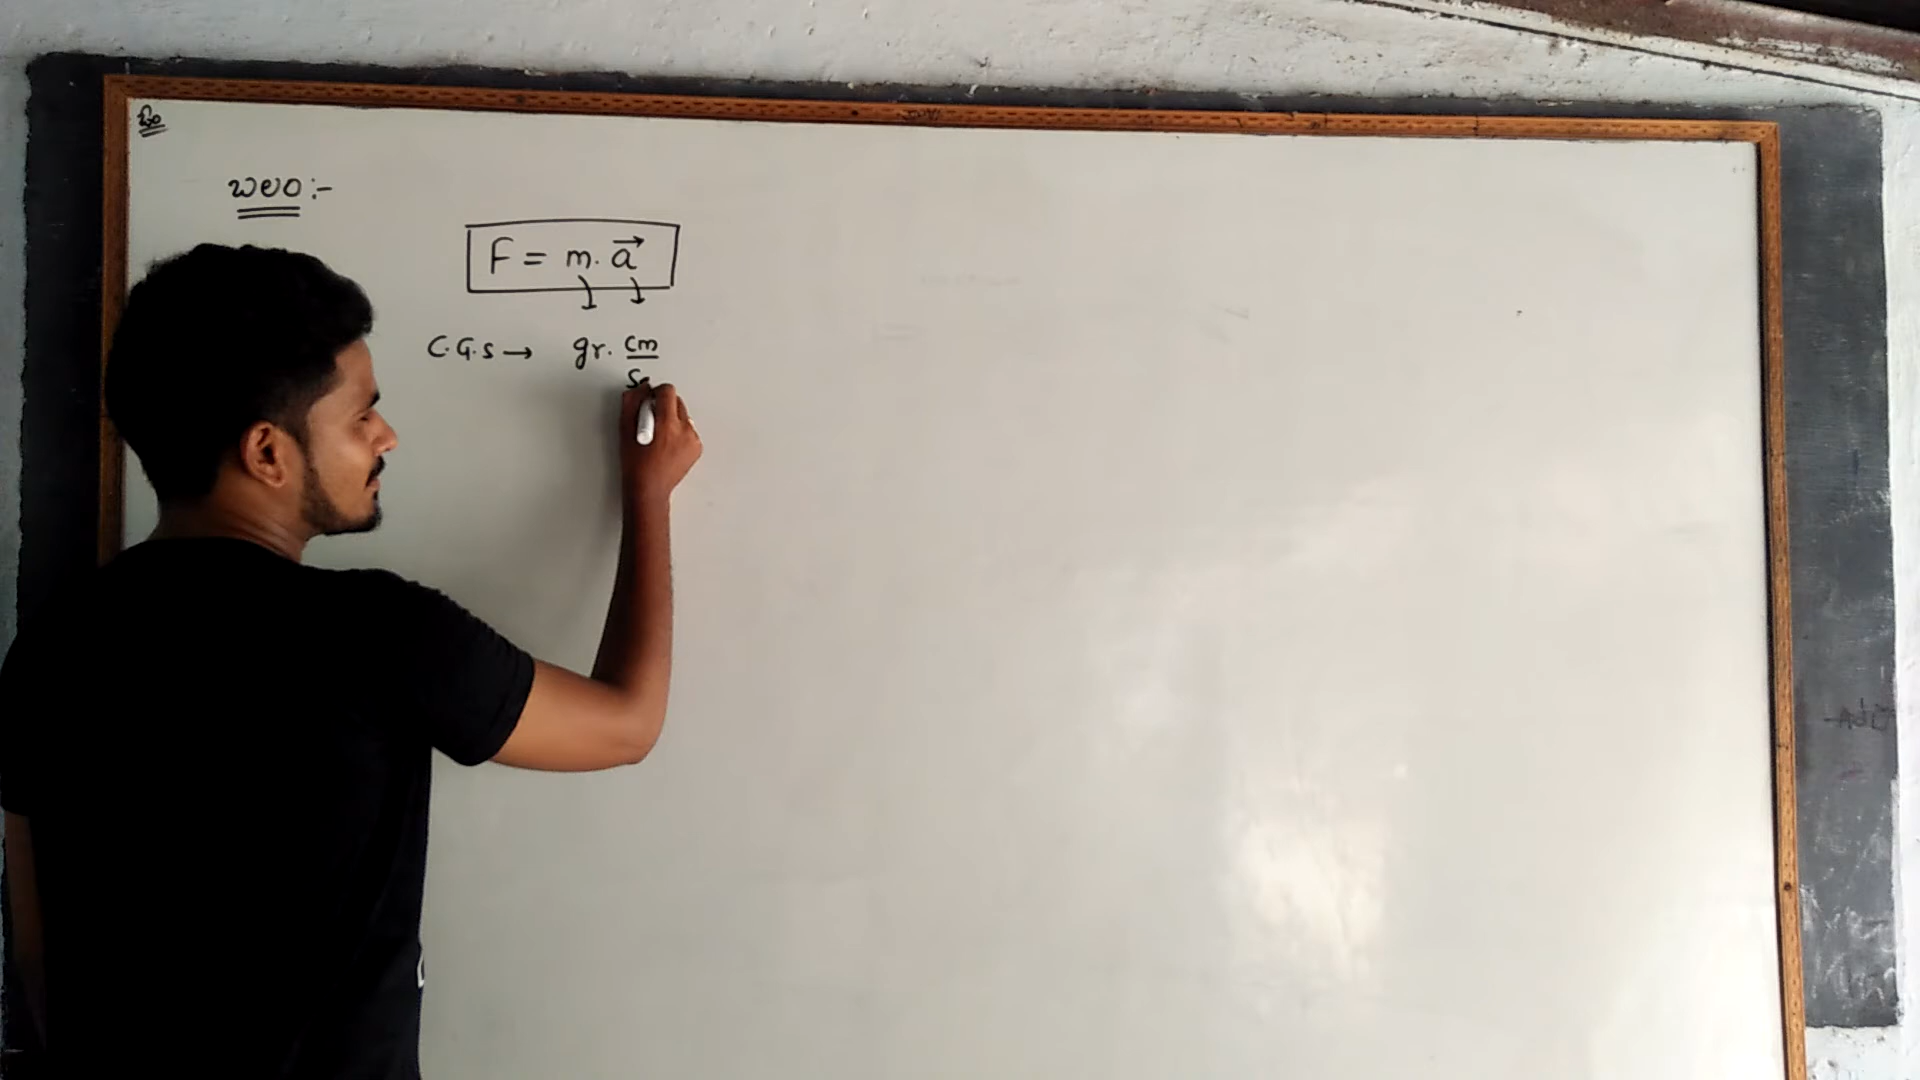 బలం :-
F = m. a⃗
C.G.S → gr. cm